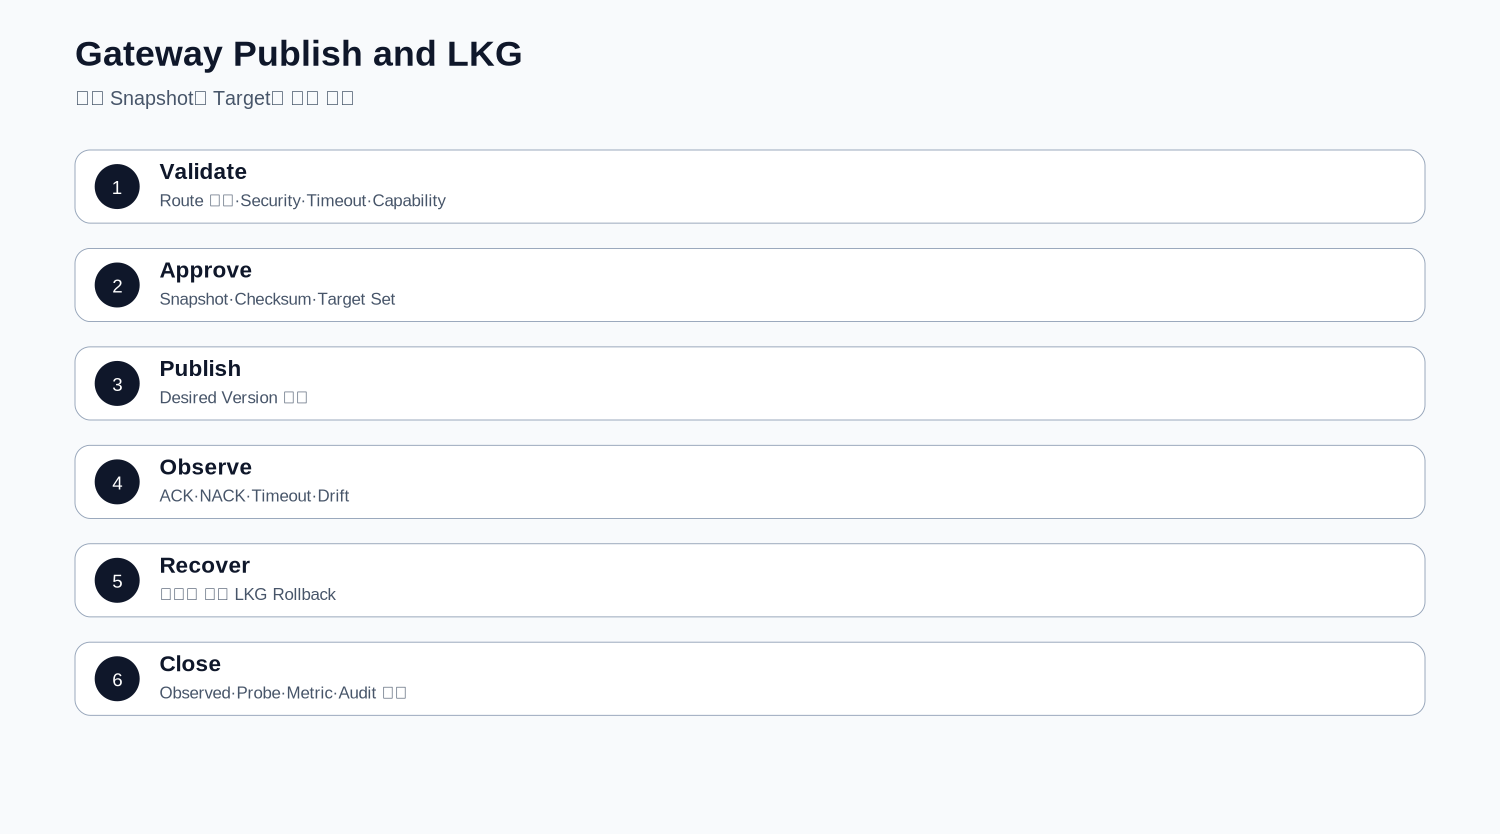 Gateway Publish and LKG
Snapshot Target
1
Validate
Route ·Security·Timeout·Capability
2
Approve
Snapshot·Checksum·Target Set
3
Publish
Desired Version
4
Observe
ACK·NACK·Timeout·Drift
5
Recover
LKG Rollback
6
Close
Observed·Probe·Metric·Audit